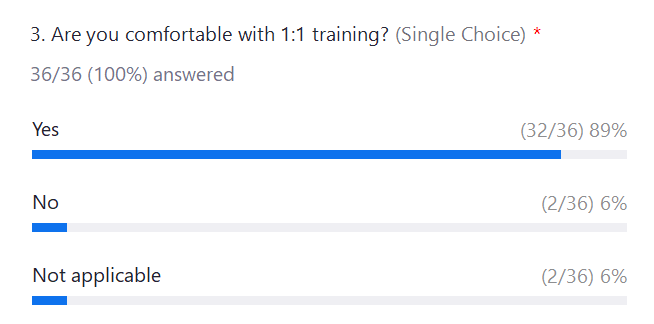 3. Are you comfortable with 1:1 training? (Single Choice) *
36/36 (100%) answered
Yes (32/36) 89%
No (2/36) 6%
Not applicable (2/36) 6%